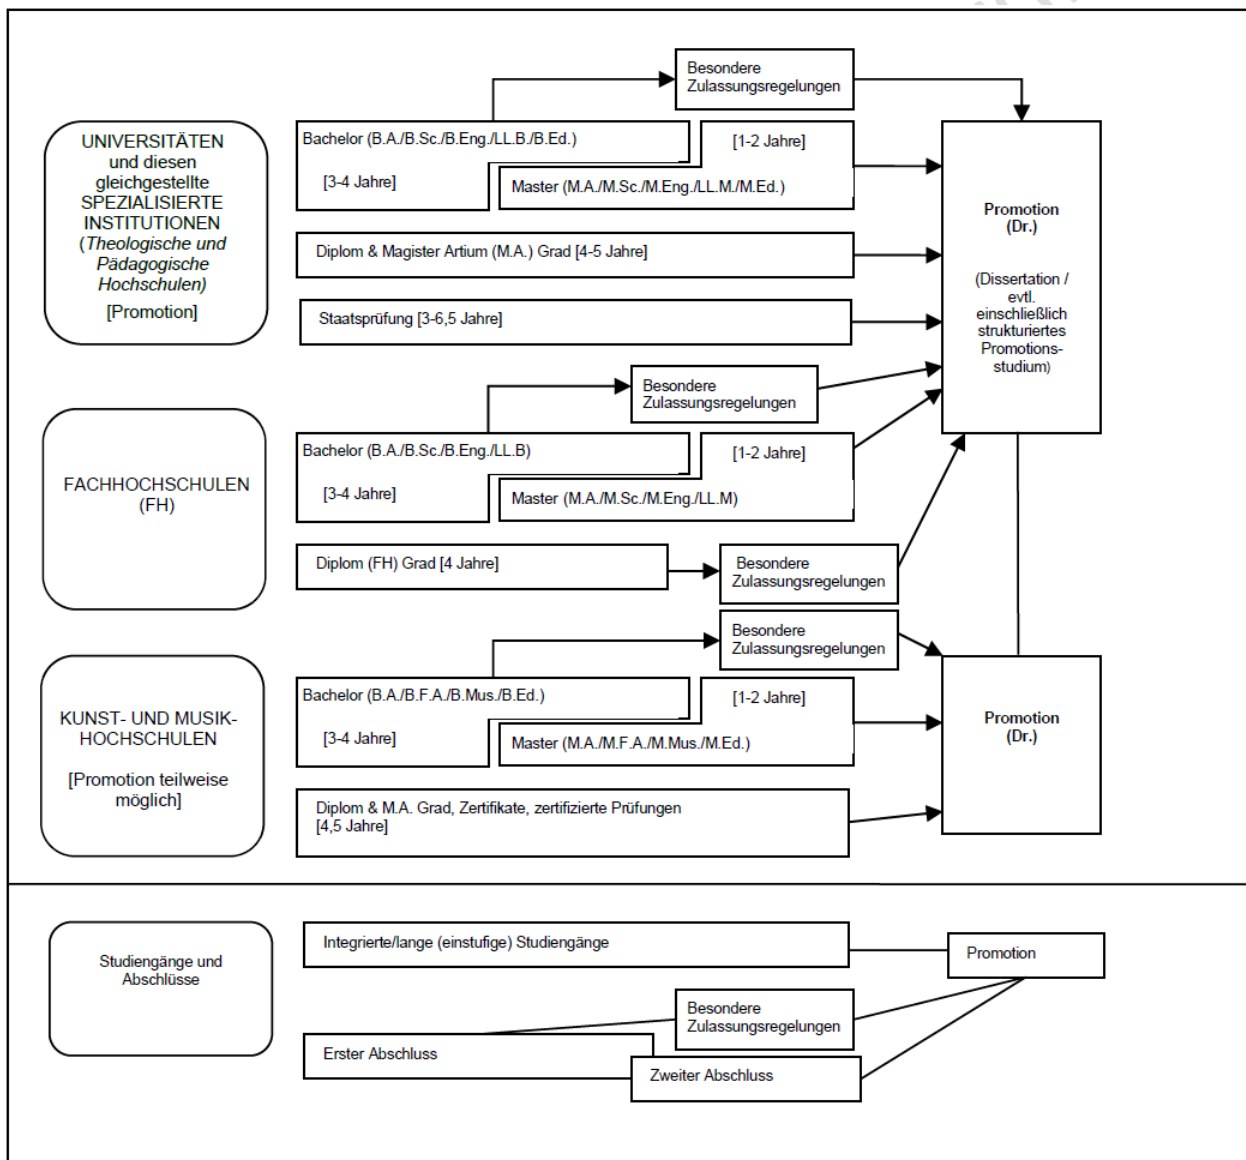 Besondere
Zulassungsregelungen
UNIVERSITÄTEN
und diesen
gleichgestellte
SPEZIALISIERTE
INSTITUTIONEN
(Theologische und
Pädagogische
Hochschulen)
[Promotion]
Bachelor (B.A./B.Sc./B.Eng./LL.B./B.Ed.)
[3-4 Jahre]
[1-2 Jahre]
Master (M.A./M.Sc./M.Eng./LL.M./M.Ed.)
Diplom & Magister Artium (M.A.) Grad [4-5 Jahre]
Staatsprüfung [3-6,5 Jahre]
Promotion
(Dr.)
(Dissertation /
evtl.
einschließlich
strukturiertes
Promotions-
studium)
Besondere
Zulassungsregelungen
FACHHOCHSCHULEN
(FH)
Bachelor (B.A./B.Sc./B.Eng./LL.B)
[3-4 Jahre]
[1-2 Jahre]
Master (M.A./M.Sc./M.Eng./LL.M)
Diplom (FH) Grad [4 Jahre]
Besondere
Zulassungsregelungen
Besondere
Zulassungsregelungen
KUNST- UND MUSIK-
HOCHSCHULEN
[Promotion teilweise
möglich]
Bachelor (B.A./B.F.A./B.Mus./B.Ed.)
[3-4 Jahre]
[1-2 Jahre]
Master (M.A./M.F.A./M.Mus./M.Ed.)
Diplom & M.A. Grad, Zertifikate, zertifizierte Prüfungen
[4,5 Jahre]
Promotion
(Dr.)
Studiengänge und
Abschlüsse
Integrierte/lange (einstufige) Studiengänge
Promotion
Besondere
Zulassungsregelungen
Erster Abschluss
Zweiter Abschluss